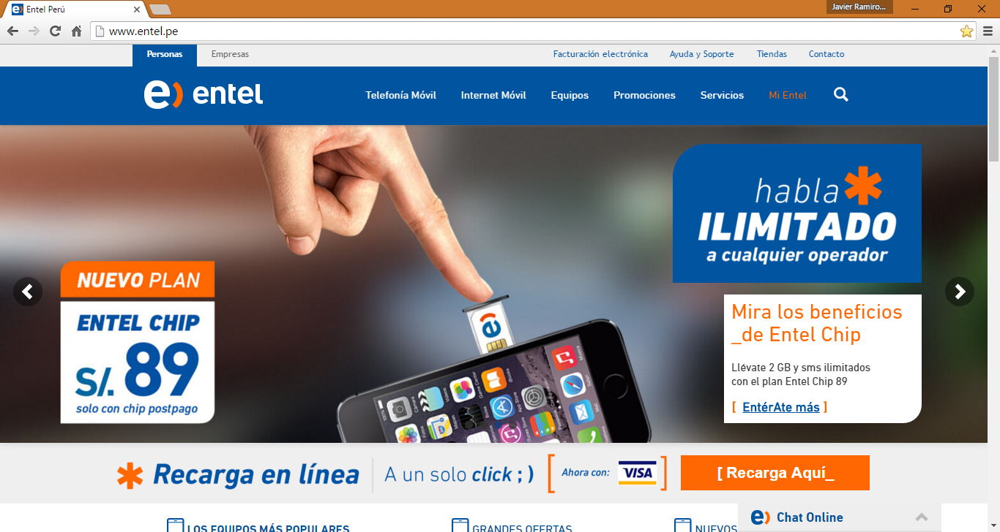 Entel Perú
Javier Ramiro...
www.entel.pe
Personas Empresas Facturación electrónica Ayuda y Soporte Tiendas Contacto
e) entel
Telefonía Móvil Internet Móvil Equipos Promociones Servicios Mi Entel
habla*
ILIMITADO
a cualquier operador
NUEVO PLAN
ENTEL CHIP
S/. 89
solo con chip postpago
Mira los beneficios
_de Entel Chip
Llévate 2 GB y sms ilimitados
con el plan Entel Chip 89
[ EntérAte más ]
* Recarga en línea A un solo click ; ) [ Ahora con: VISA ] [ Recarga Aquí_
LOS EQUIPOS MÁS POPULARES GRANDES OFERTAS NUEVOS
e) Chat Online